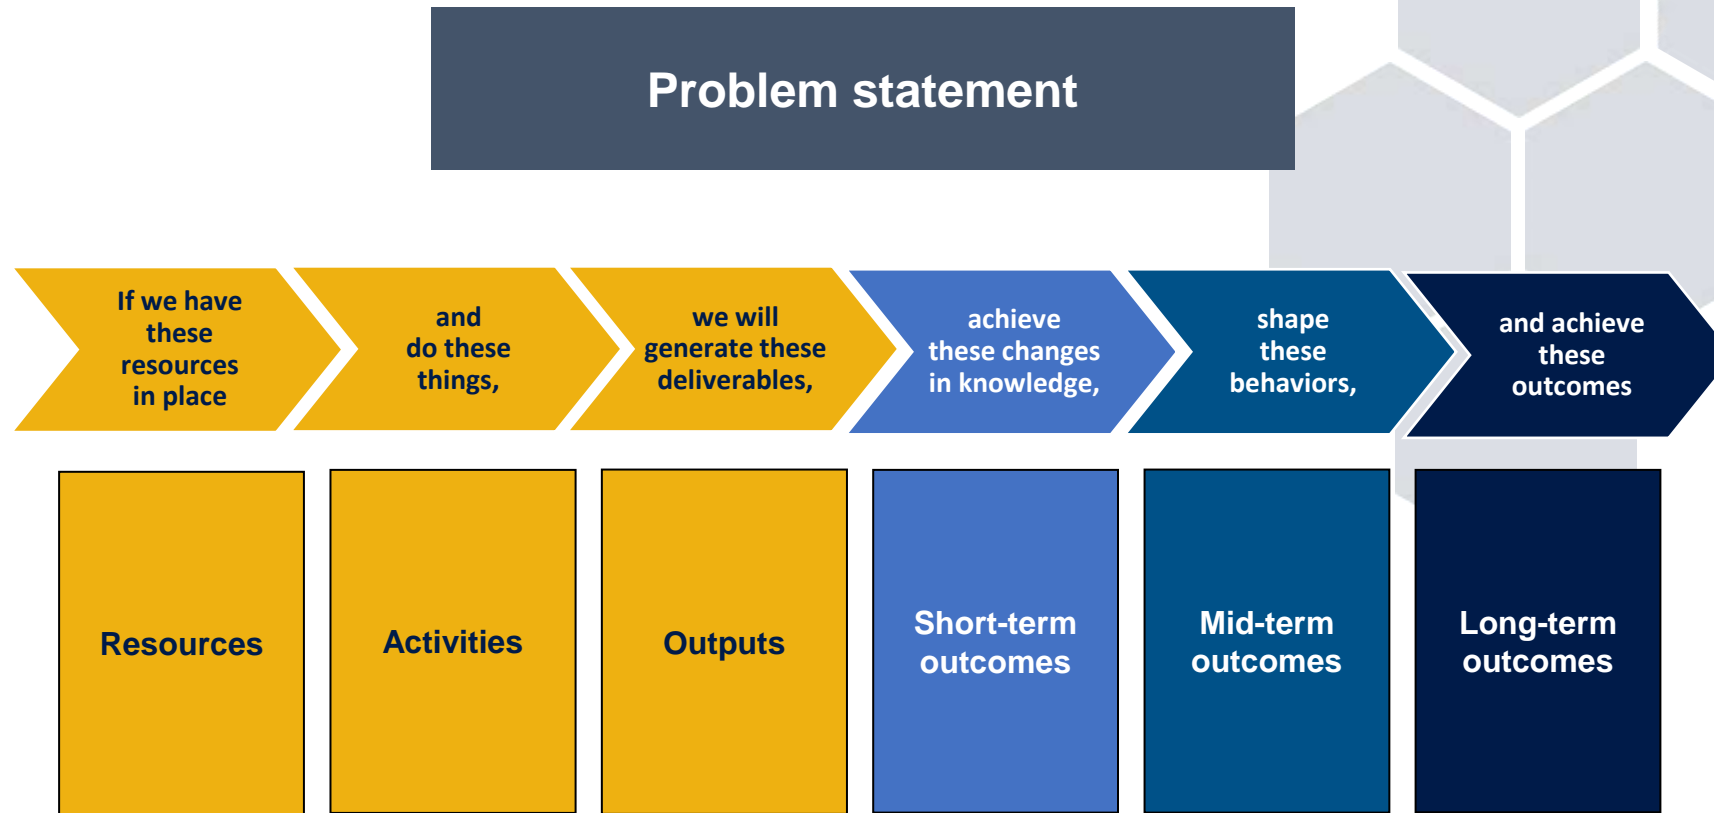 Problem statement
If we have
these
resources
in place
and
do these
things,
we will
generate these
deliverables,
achieve
these changes
in knowledge,
shape
these
behaviors,
and achieve
these
outcomes
Resources
Activities
Outputs
Short-term
outcomes
Mid-term
outcomes
Long-term
outcomes